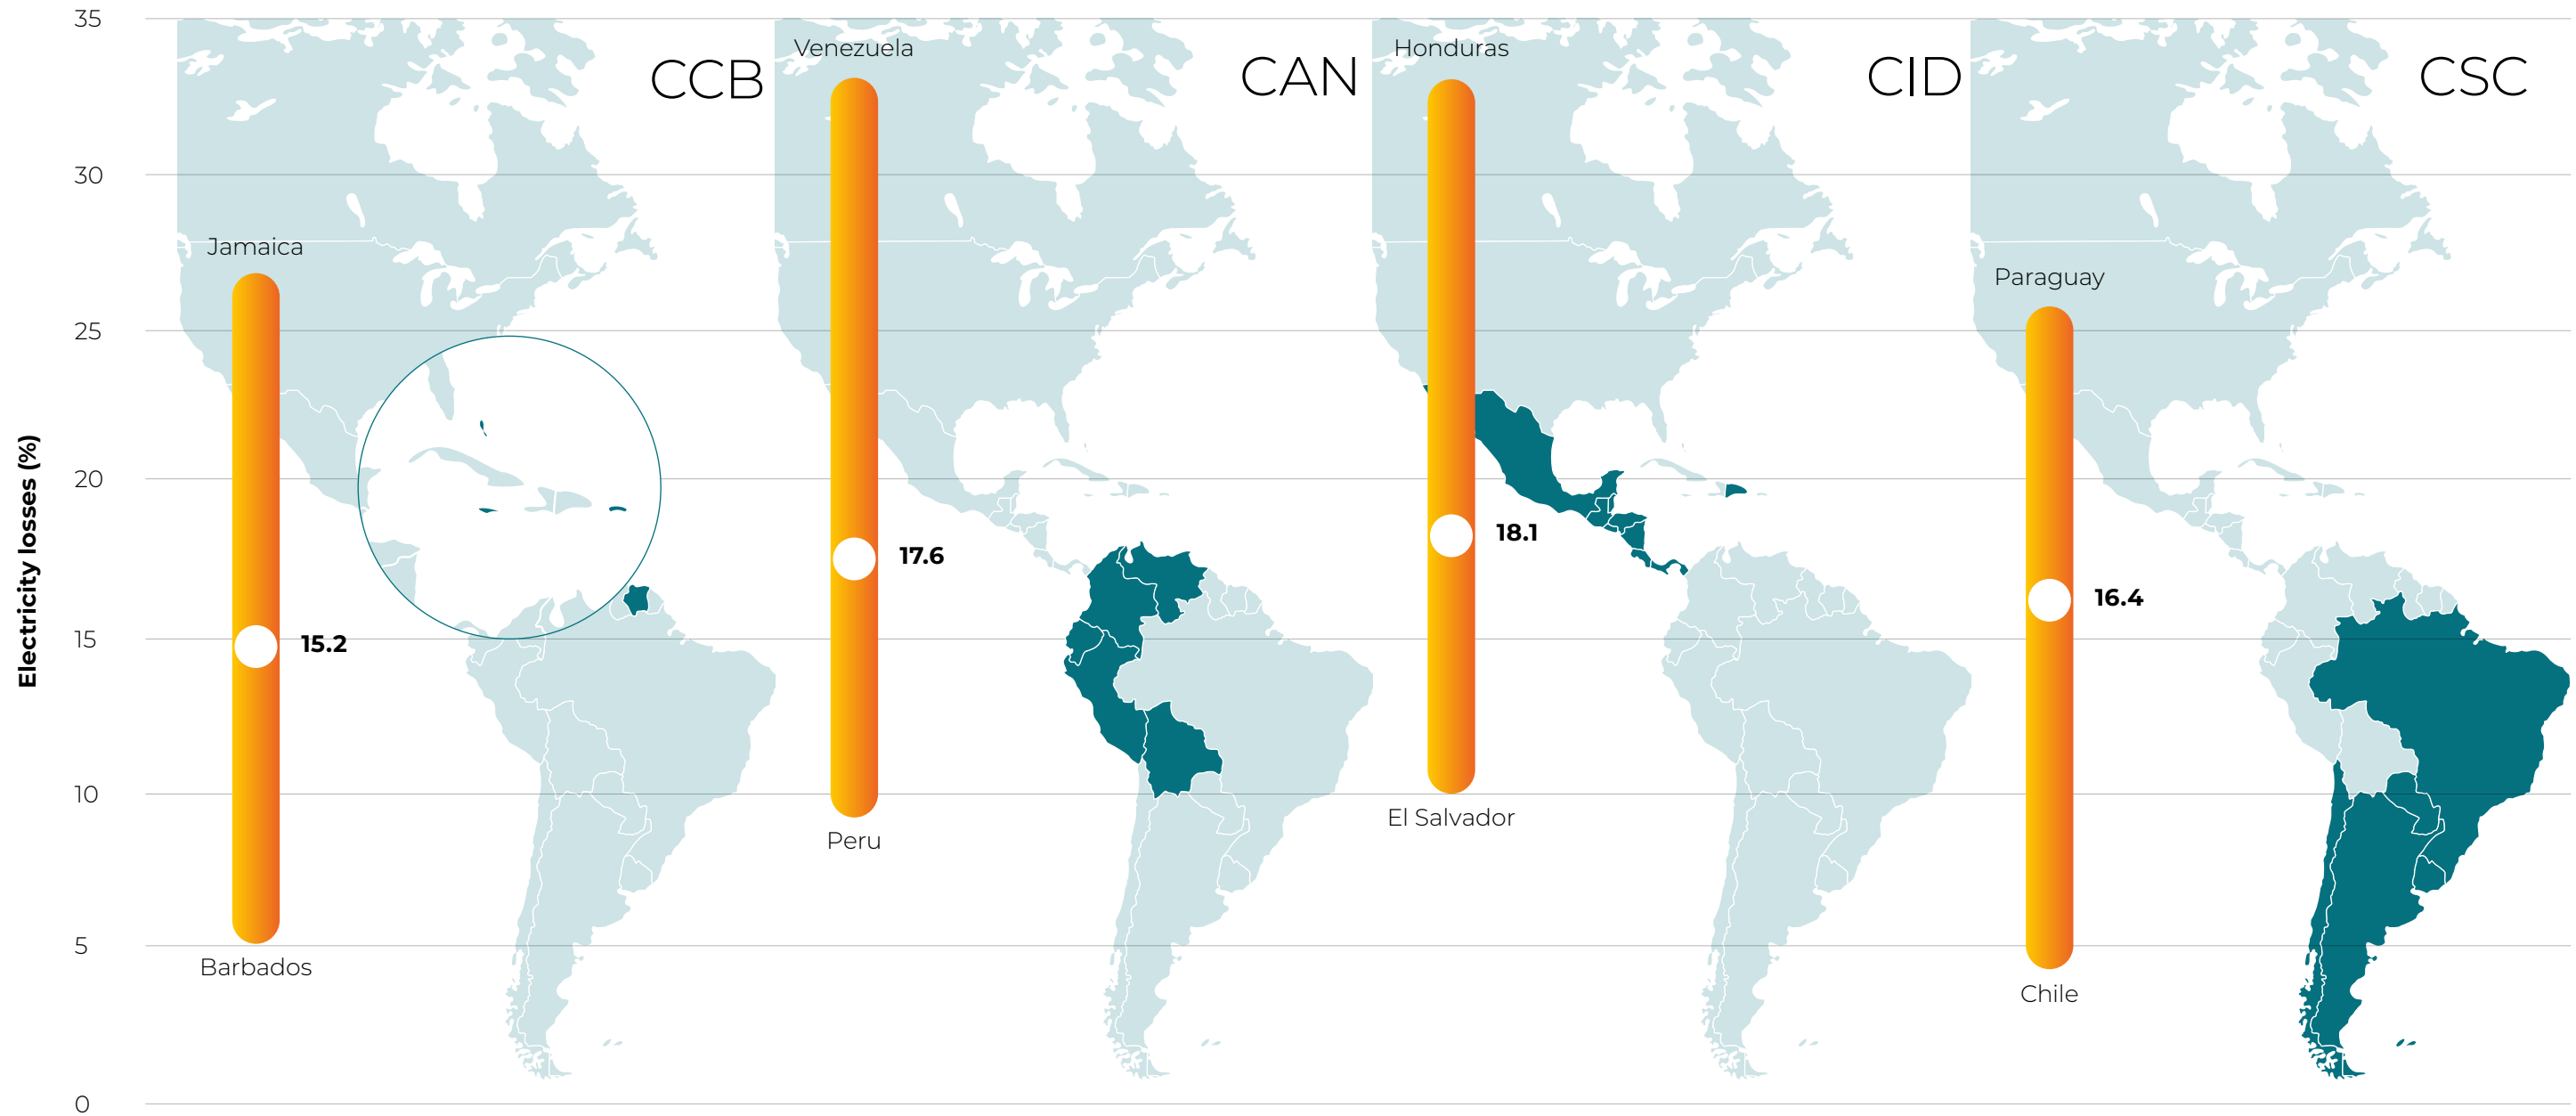 Electricity losses (%)
35
30
25
20
15
10
5
0
CCB
Jamaica
15.2
Barbados
CAN
Venezuela
17.6
Peru
CID
Honduras
18.1
El Salvador
CSC
Paraguay
16.4
Chile